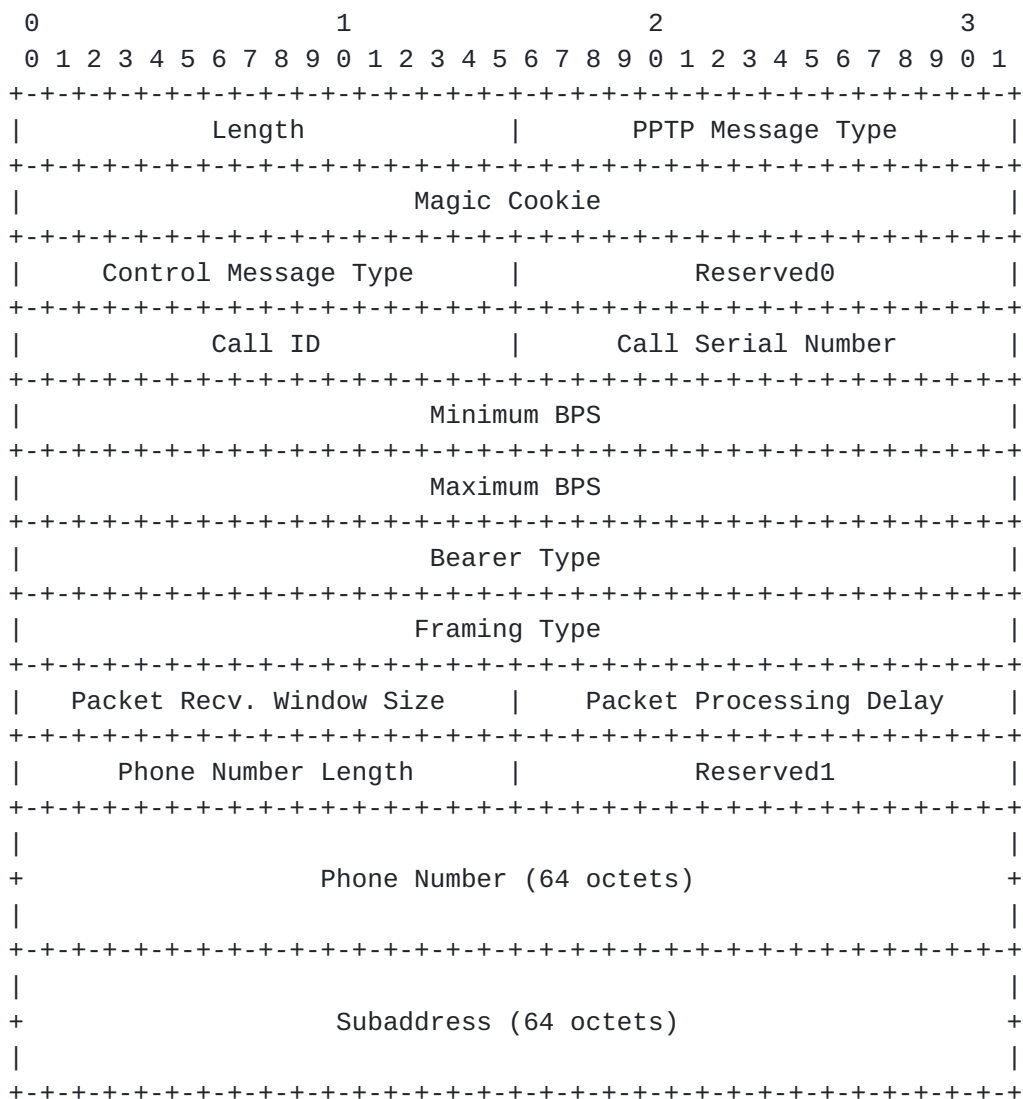 0                   1                   2                   3
 0 1 2 3 4 5 6 7 8 9 0 1 2 3 4 5 6 7 8 9 0 1 2 3 4 5 6 7 8 9 0 1
+-+-+-+-+-+-+-+-+-+-+-+-+-+-+-+-+-+-+-+-+-+-+-+-+-+-+-+-+-+-+-+-+
|            Length             |       PPTP Message Type       |
+-+-+-+-+-+-+-+-+-+-+-+-+-+-+-+-+-+-+-+-+-+-+-+-+-+-+-+-+-+-+-+-+
|                         Magic Cookie                          |
+-+-+-+-+-+-+-+-+-+-+-+-+-+-+-+-+-+-+-+-+-+-+-+-+-+-+-+-+-+-+-+-+
|     Control Message Type      |           Reserved0           |
+-+-+-+-+-+-+-+-+-+-+-+-+-+-+-+-+-+-+-+-+-+-+-+-+-+-+-+-+-+-+-+-+
|            Call ID            |      Call Serial Number       |
+-+-+-+-+-+-+-+-+-+-+-+-+-+-+-+-+-+-+-+-+-+-+-+-+-+-+-+-+-+-+-+-+
|                          Minimum BPS                          |
+-+-+-+-+-+-+-+-+-+-+-+-+-+-+-+-+-+-+-+-+-+-+-+-+-+-+-+-+-+-+-+-+
|                          Maximum BPS                          |
+-+-+-+-+-+-+-+-+-+-+-+-+-+-+-+-+-+-+-+-+-+-+-+-+-+-+-+-+-+-+-+-+
|                          Bearer Type                          |
+-+-+-+-+-+-+-+-+-+-+-+-+-+-+-+-+-+-+-+-+-+-+-+-+-+-+-+-+-+-+-+-+
|                         Framing Type                          |
+-+-+-+-+-+-+-+-+-+-+-+-+-+-+-+-+-+-+-+-+-+-+-+-+-+-+-+-+-+-+-+-+
|   Packet Recv. Window Size    |    Packet Processing Delay    |
+-+-+-+-+-+-+-+-+-+-+-+-+-+-+-+-+-+-+-+-+-+-+-+-+-+-+-+-+-+-+-+-+
|      Phone Number Length      |           Reserved1           |
+-+-+-+-+-+-+-+-+-+-+-+-+-+-+-+-+-+-+-+-+-+-+-+-+-+-+-+-+-+-+-+-+
|                                                               |
+                   Phone Number (64 octets)                    +
|                                                               |
+-+-+-+-+-+-+-+-+-+-+-+-+-+-+-+-+-+-+-+-+-+-+-+-+-+-+-+-+-+-+-+-+
|                                                               |
+                    Subaddress (64 octets)                     +
|                                                               |
+-+-+-+-+-+-+-+-+-+-+-+-+-+-+-+-+-+-+-+-+-+-+-+-+-+-+-+-+-+-+-+-+